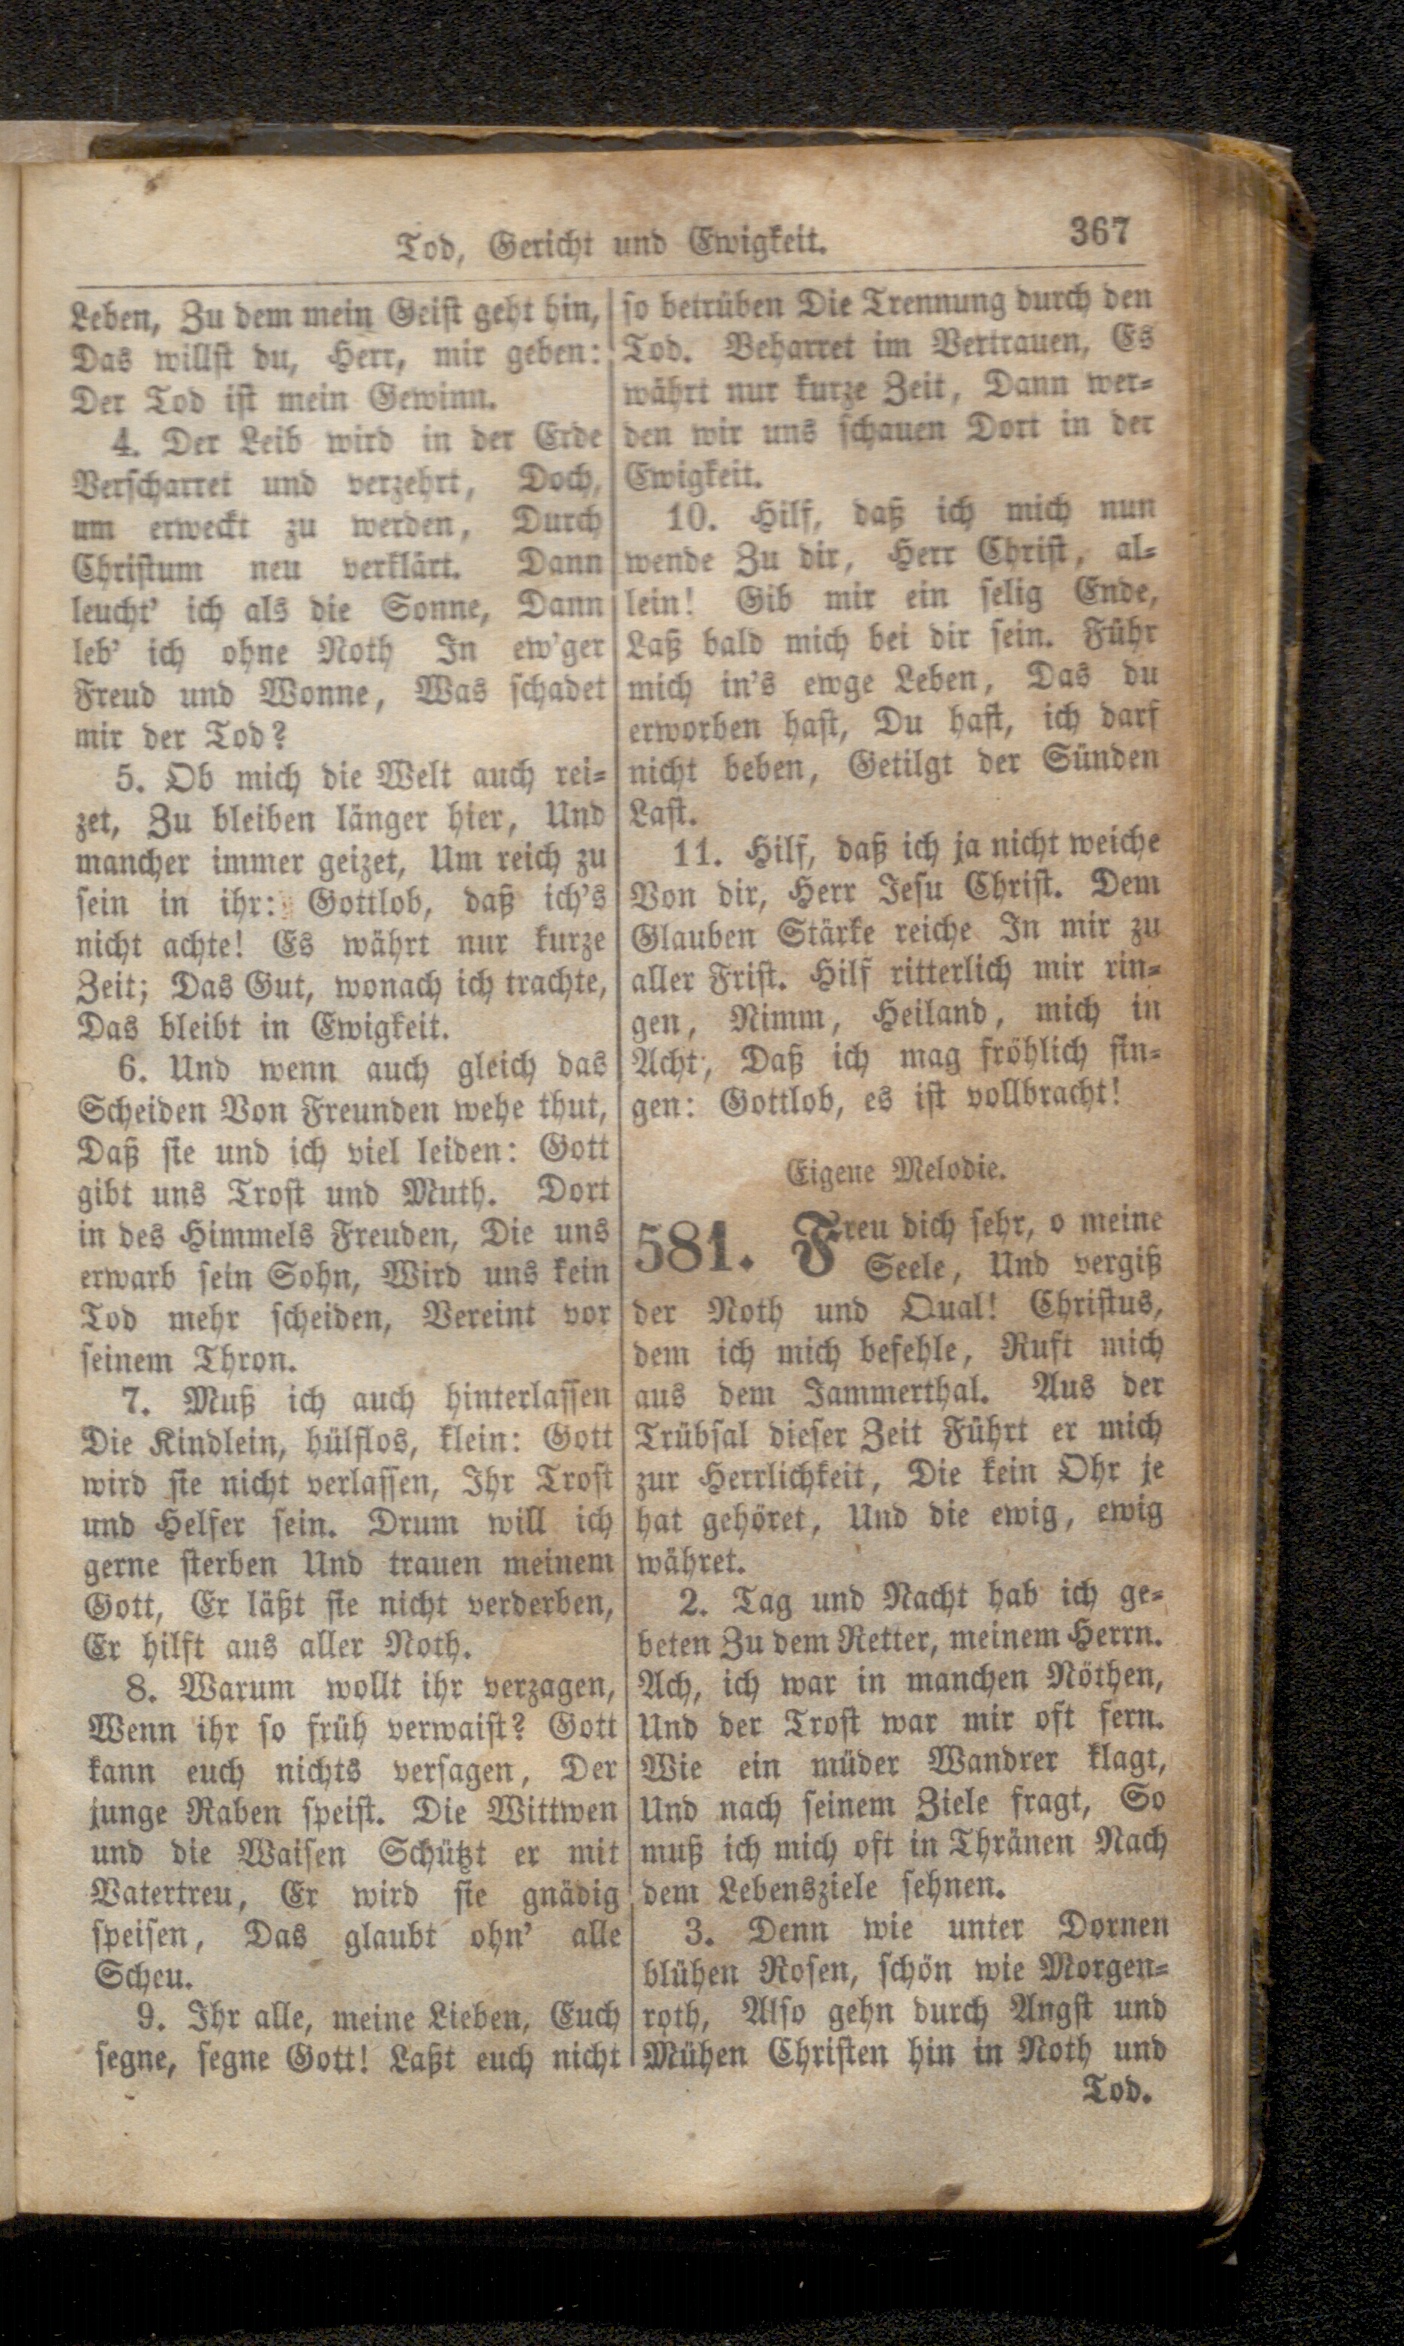 Tod, Gericht und Ewigkeit. 367
Leben, Zu dem mein Geist geht hin,
Das willst du, Herr, mir geben:
Der Tod ist mein Gewinn.
4. Der Leib wird in der Erde
Verscharret und verzehrt, Doch,
um erweckt zu werden, Durch
Christum neu verklärt. Dann
leucht' ich als die Sonne, Dann
leb' ich ohne Noth In ew'ger
Freud und Wonne, Was schadet
mir der Tod?
5. Ob mich die Welt auch rei=
zet, Zu bleiben länger hier, Und
mancher immer geizet, Um reich zu
sein in ihr: Gottlob, daß ich's
nicht achte! Es währt nur kurze
Zeit; Das Gut, wonach ich trachte,
Das bleibt in Ewigkeit.
6. Und wenn auch gleich das
Scheiden Von Freunden wehe thut,
Daß sie und ich viel leiden: Gott
gibt uns Trost und Muth. Dort
in des Himmels Freuden, Die uns
erwarb sein Sohn, Wird uns kein
Tod mehr scheiden, Vereint vor
seinem Thron.
7. Muß ich auch hinterlassen
Die Kindlein, hülflos, klein: Gott
wird sie nicht verlassen, Ihr Trost
und Helfer sein. Drum will ich
gerne sterben Und trauen meinem
Gott, Er läßt sie nicht verderben,
Er hilft aus aller Noth.
8. Warum wollt ihr verzagen,
Wenn ihr so früh verwaist? Gott
kann euch nichts versagen, Der
junge Raben speist. Die Wittwen
und die Waisen Schützt er mit
Vatertreu, Er wird sie gnädig
speisen, Das glaubt ohn' alle
Scheu.
9. Ihr alle, meine Lieben, Euch
segne, segne Gott! Laßt euch nicht
so betrüben Die Trennung durch den
Tod. Beharret im Vertrauen, Es
währt nur kurze Zeit, Dann wer=
den wir uns schauen Dort in der
Ewigkeit.
10. Hilf, daß ich mich nun
wende Zu dir, Herr Christ, al=
lein! Gib mir ein selig Ende,
Laß bald mich bei dir sein. Führ
mich in's ewge Leben, Das du
erworben hast, Du hast, ich darf
nicht beben, Getilgt der Sünden
Last.
11. Hilf, daß ich ja nicht weiche
Von dir, Herr Jesu Christ. Dem
Glauben Stärke reiche In mir zu
aller Frist. Hilf ritterlich mir rin=
gen, Nimm, Heiland, mich in
Acht; Daß ich mag fröhlich sin=
gen: Gottlob, es ist vollbracht!
Eigene Melodie.
581. Freu dich sehr, o meine
Seele, Und vergiß
der Noth und Qual! Christus,
dem ich mich befehle, Ruft mich
aus dem Jammerthal. Aus der
Trübsal dieser Zeit Führt er mich
zur Herrlichkeit, Die kein Ohr je
hat gehöret, Und die ewig, ewig
währet.
2. Tag und Nacht hab ich ge=
beten Zu dem Retter, meinem Herrn.
Ach, ich war in manchen Nöthen,
Und der Trost war mir oft fern.
Wie ein müder Wandrer klagt,
Und nach seinem Ziele fragt, So
muß ich mich oft in Thränen Nach
dem Lebensziele sehnen.
3. Denn wie unter Dornen
blühen Rosen, schön wie Morgen=
roth, Also gehn durch Angst und
Mühen Christen hin in Noth und
Tod.